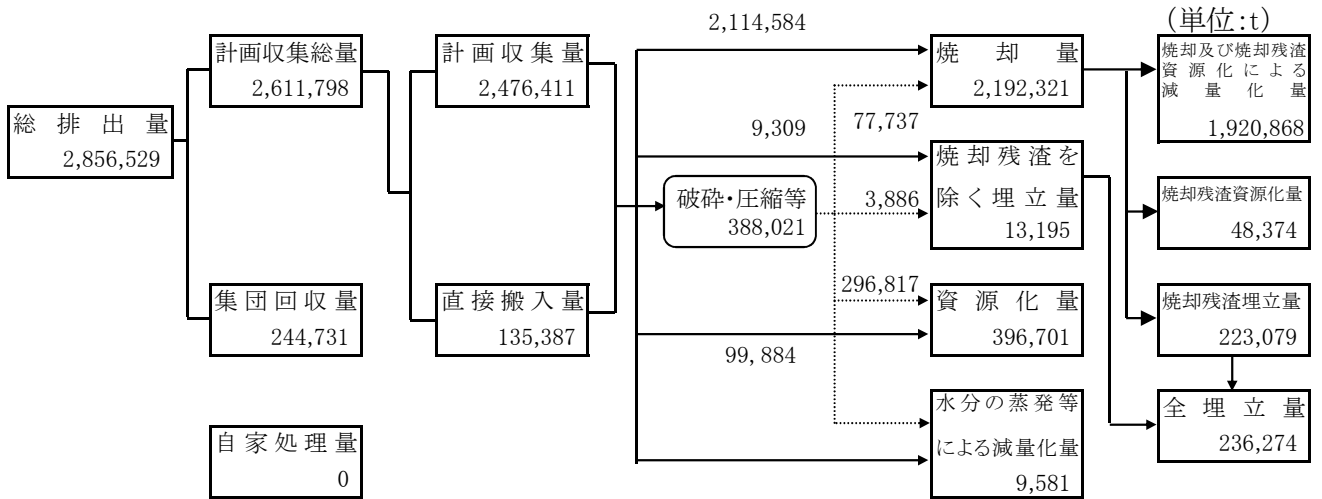 （単位:t）
総排出量
2,856,529
計画収集総量
2,611,798
集団回収量
244,731
自家処理量
0
計画収集量
2,476,411
直接搬入量
135,387
2,114,584
9,309
破砕・圧縮等
388,021
77,737
3,886
296,817
99,884
焼却量
2,192,321
焼却残渣を
除く埋立量
13,195
資源化量
396,701
水分の蒸発等
による減量化量
9,581
焼却及び焼却残渣
資源化による
減量化量
1,920,868
焼却残渣資源化量
48,374
焼却残渣埋立量
223,079
全埋立量
236,274